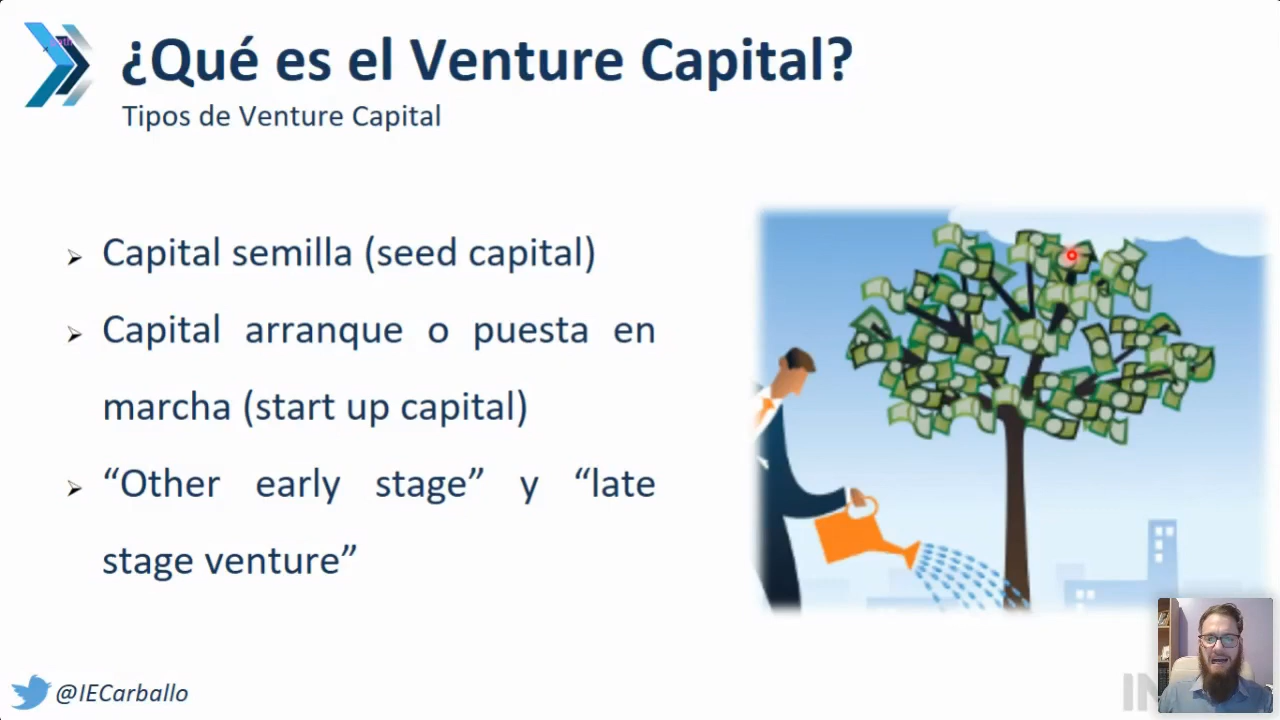 ¿Qué es el Venture Capital?
Tipos de Venture Capital
➢ Capital semilla (seed capital)
➢ Capital arranque o puesta en
marcha (start up capital)
➢ “Other early stage” y “late
stage venture”
@IECarballo